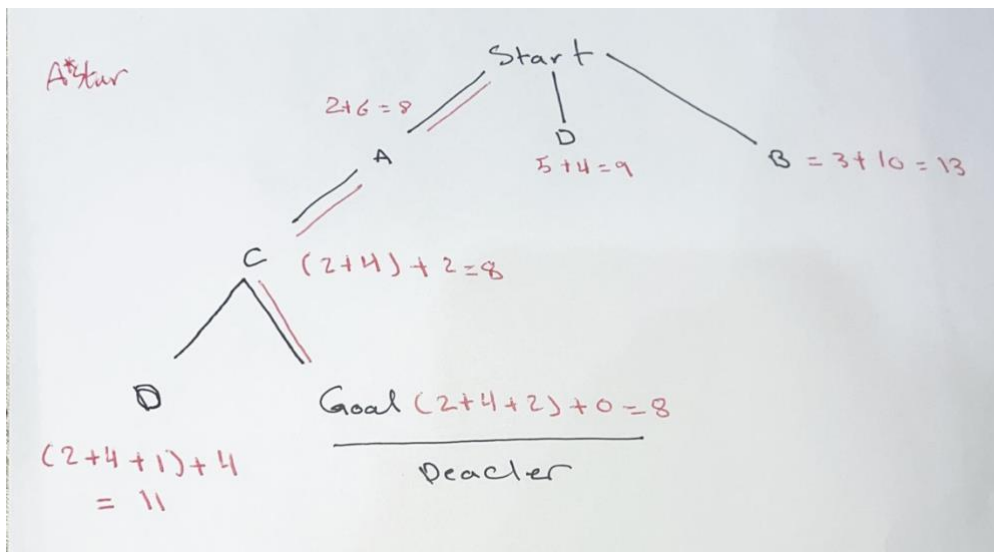 A*Star
Start
2+6=8
A
D
5+4=9
B = 3+10=13
C (2+4)+2=8
D
Goal (2+4+2)+0=8
(2+4+1)+4
= 11